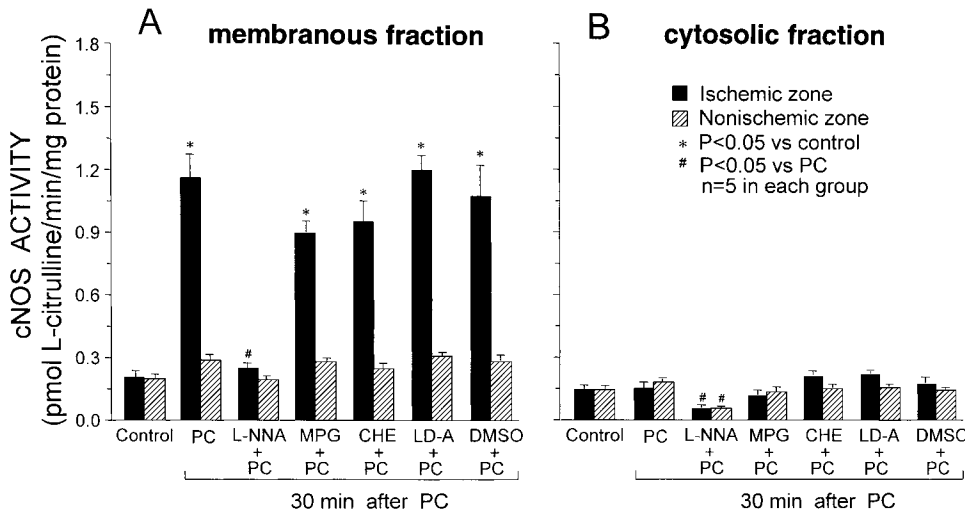 A membranous fraction
B cytosolic fraction
cNOS ACTIVITY
(pmol L-citrulline/min/mg protein)
1.8
1.5
1.2
0.9
0.6
0.3
0.0
*
*
*
*
*
#
Control PC L-NNA MPG CHE LD-A DMSO
+ + + + +
PC PC PC PC PC
30 min after PC
Ischemic zone
Nonischemic zone
* P<0.05 vs control
# P<0.05 vs PC
n=5 in each group
# #
Control PC L-NNA MPG CHE LD-A DMSO
+ + + + +
PC PC PC PC PC
30 min after PC